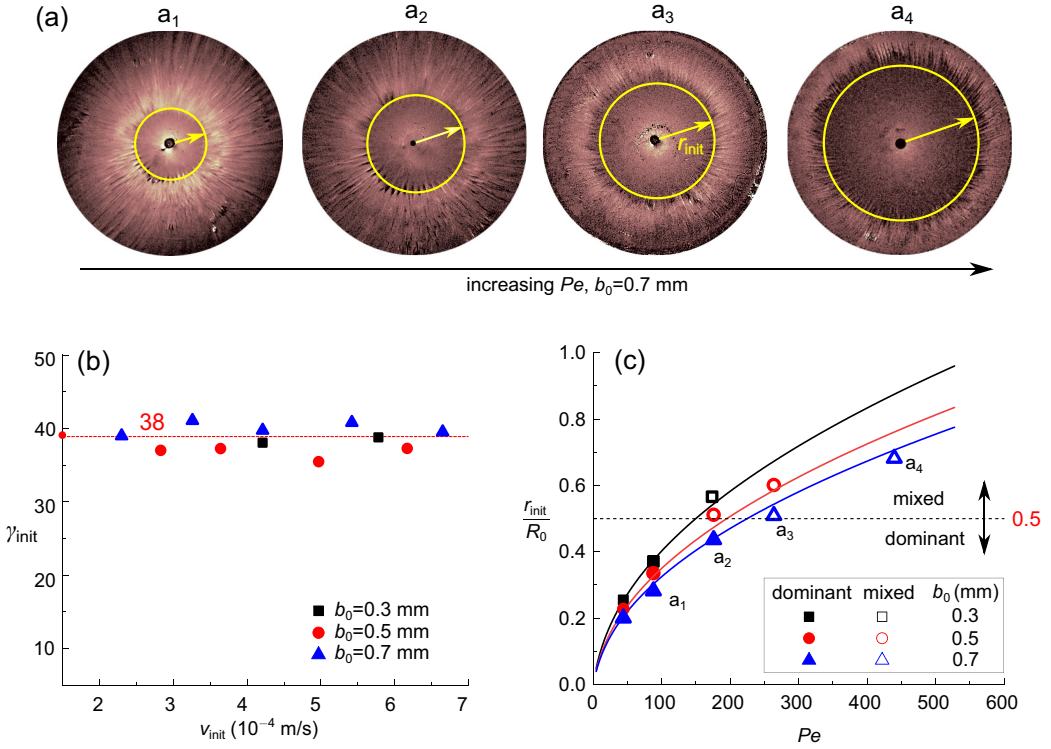 (a)
a1 a2 a3 a4
rinit
increasing Pe, b0=0.7 mm
(b)
50
40
30
20
10
γinit
38
b0=0.3 mm
b0=0.5 mm
b0=0.7 mm
2 3 4 5 6 7
vinit (10−4 m/s)
(c)
1.0
0.8
0.6
0.4
0.2
0.0
rinit
R0
a4
mixed
0.5
dominant
a3
a2
a1
dominant mixed b0 (mm)
0.3
0.5
0.7
0 100 200 300 400 500 600
Pe